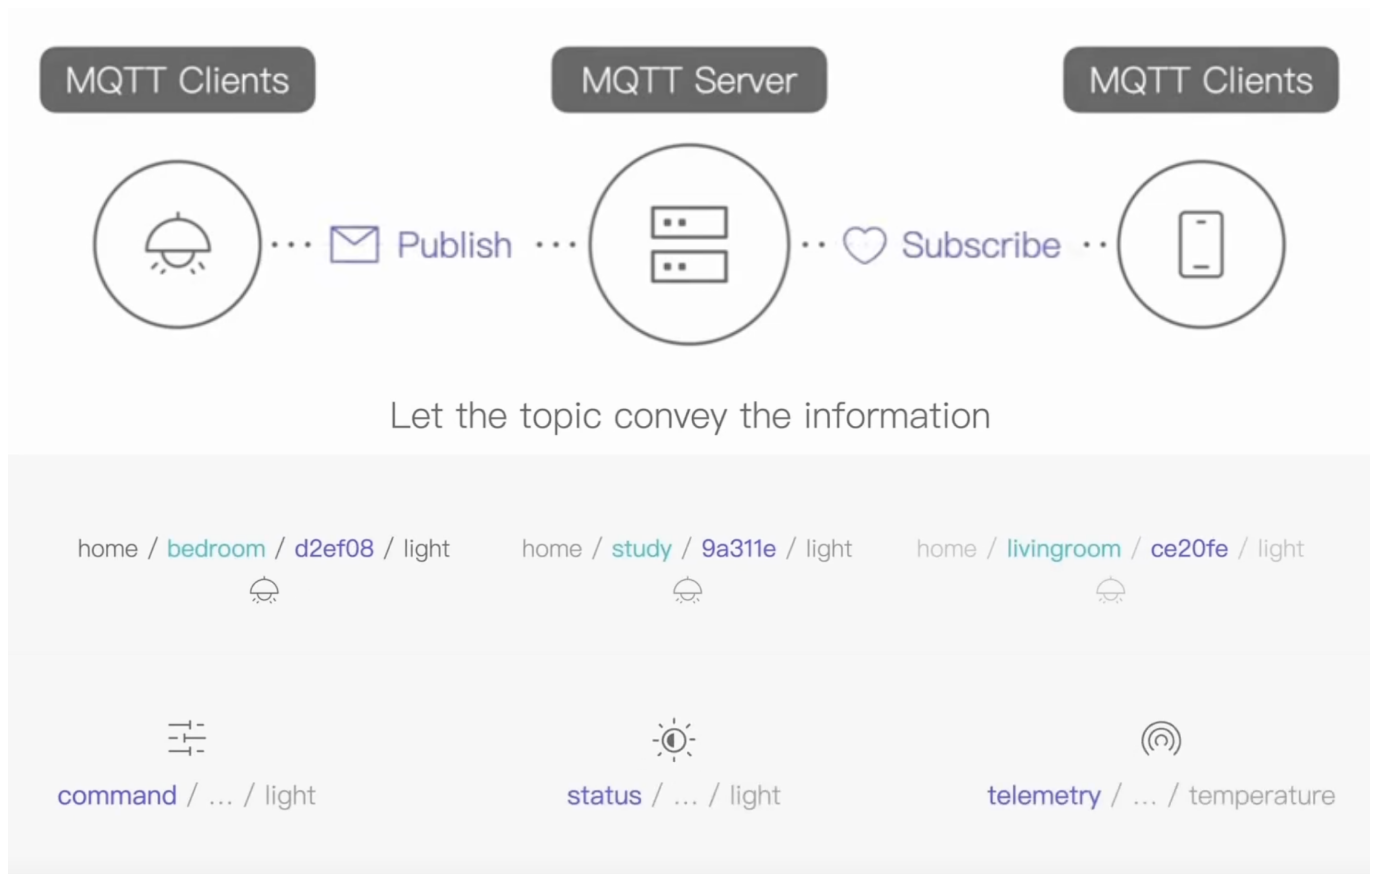 MQTT Clients
MQTT Server
MQTT Clients
Publish
Subscribe
Let the topic convey the information
home / bedroom / d2ef08 / light
home / study / 9a311e / light
home / livingroom / ce20fe / light
command / ... / light
status / ... / light
telemetry / ... / temperature